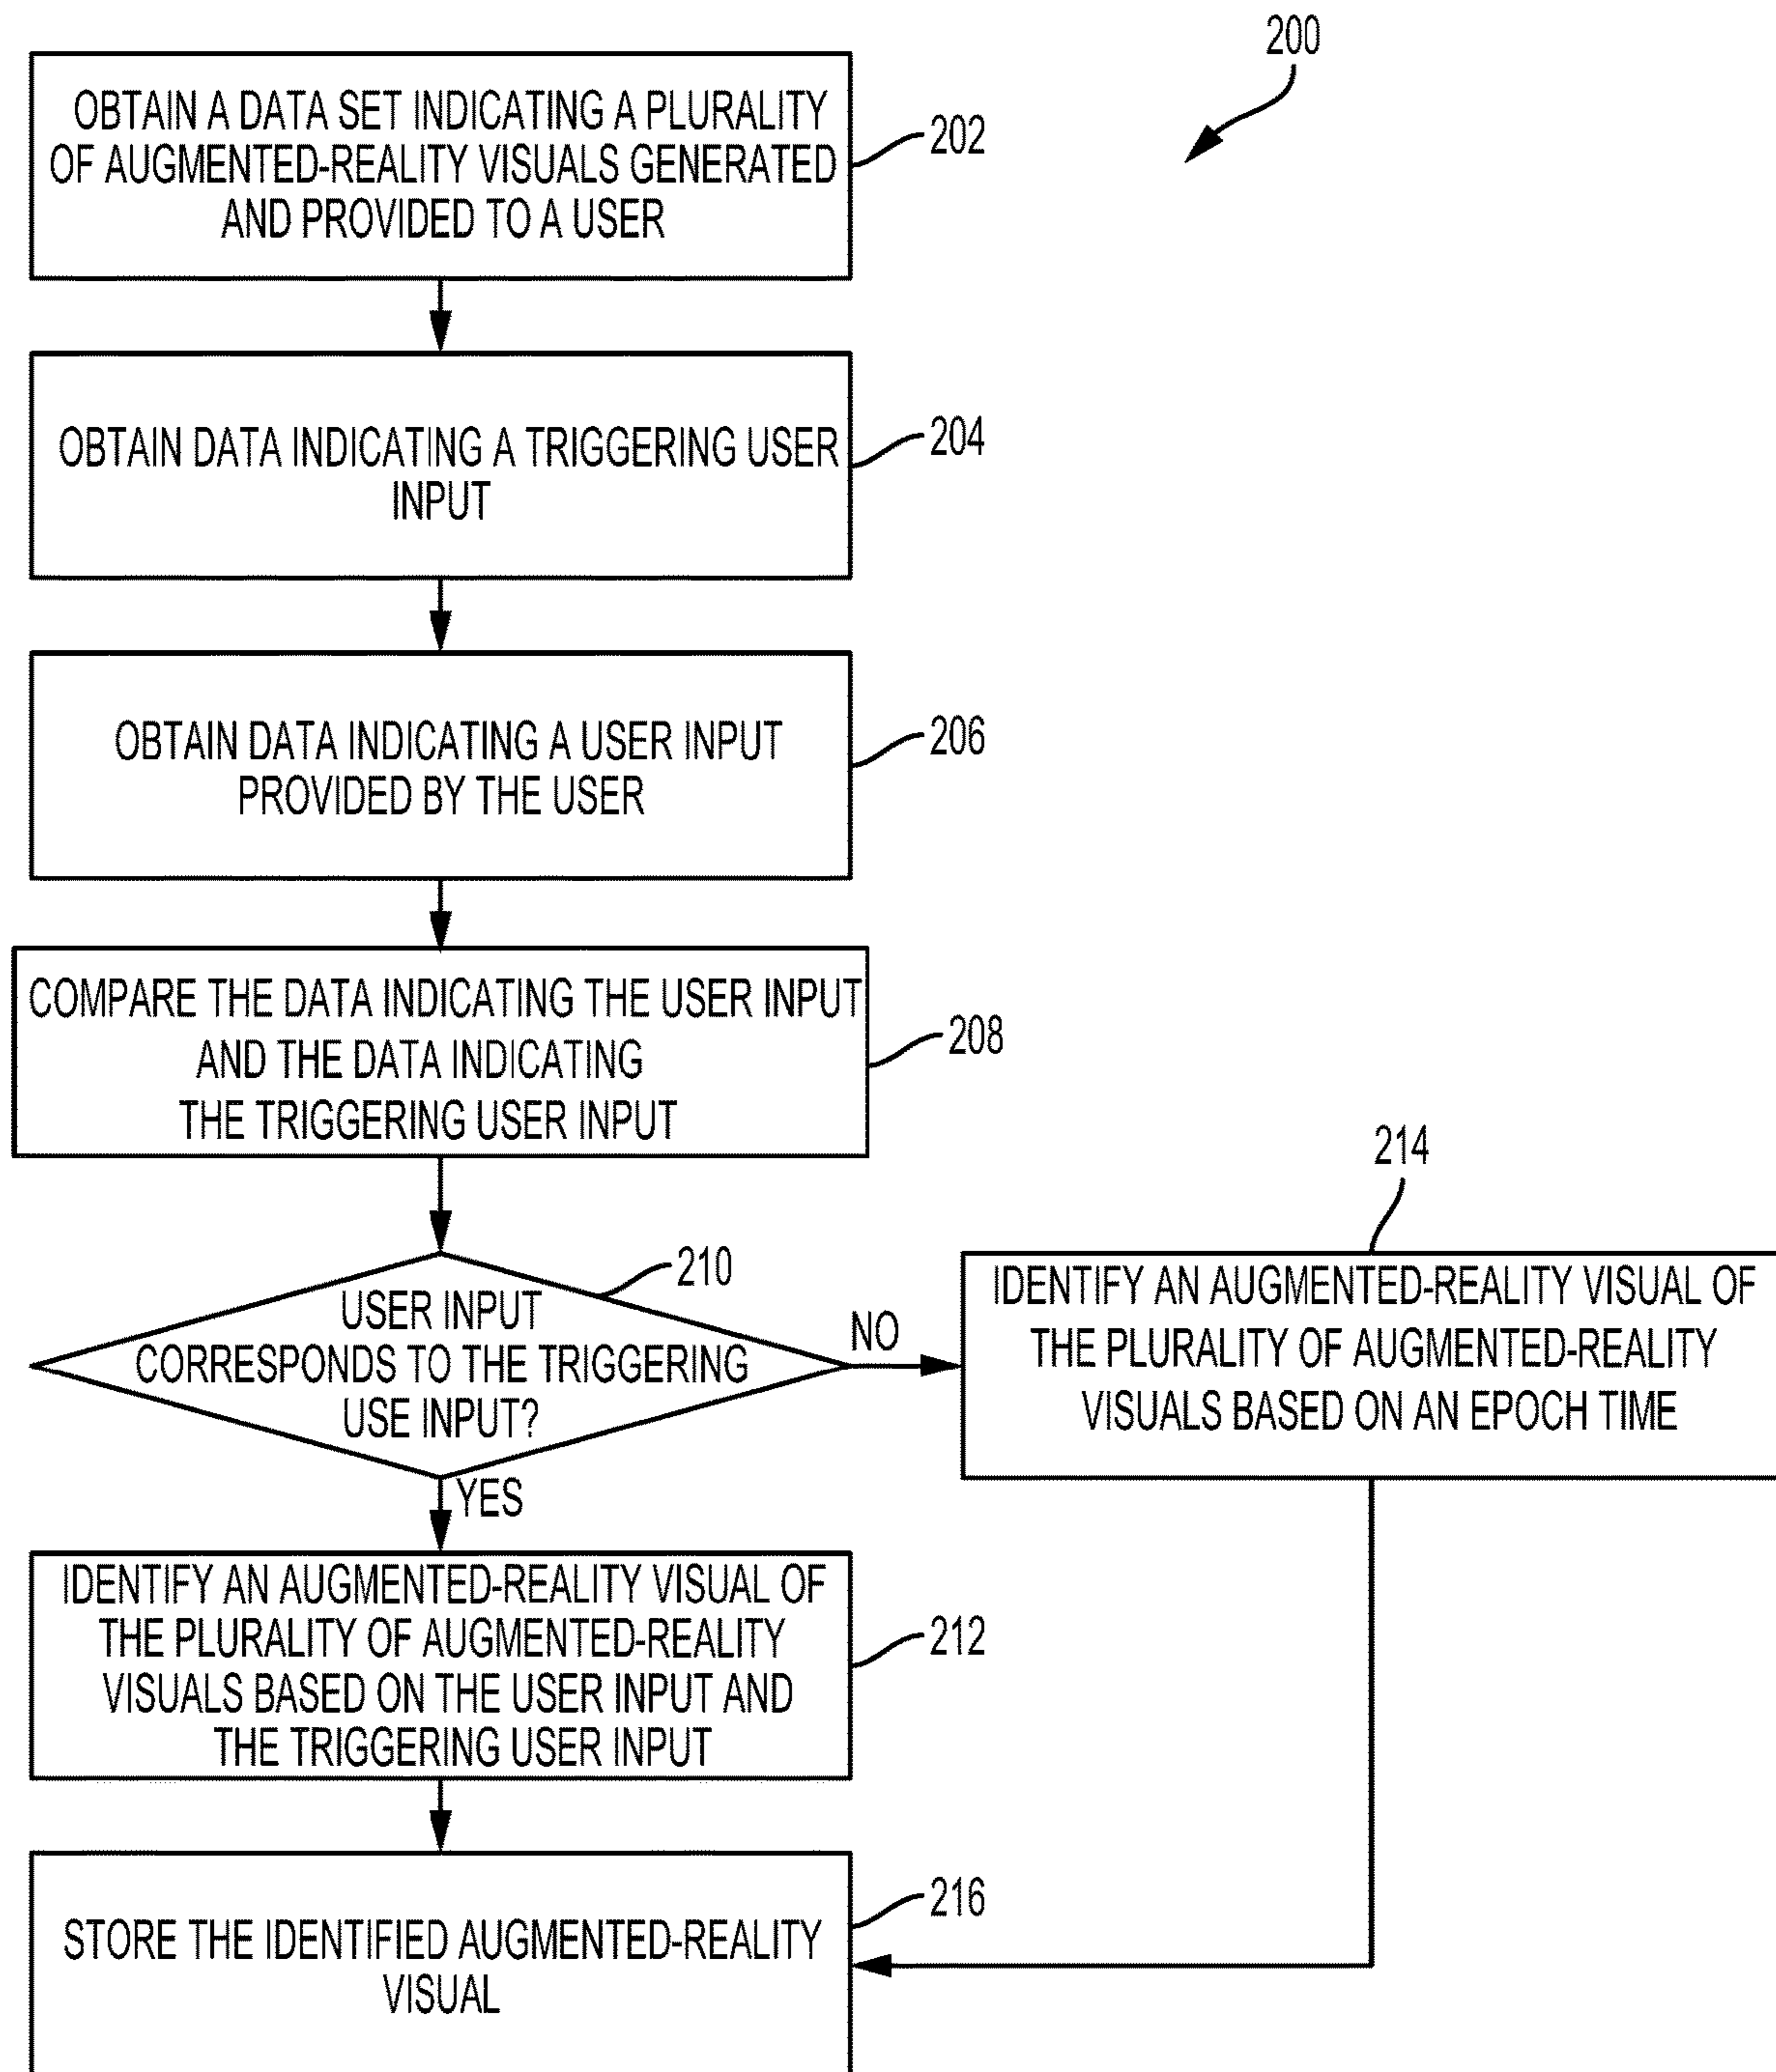 200
OBTAIN A DATA SET INDICATING A PLURALITY
OF AUGMENTED-REALITY VISUALS GENERATED
AND PROVIDED TO A USER
202
OBTAIN DATA INDICATING A TRIGGERING USER
INPUT
204
OBTAIN DATA INDICATING A USER INPUT
PROVIDED BY THE USER
206
COMPARE THE DATA INDICATING THE USER INPUT
AND THE DATA INDICATING
THE TRIGGERING USER INPUT
208
USER INPUT
CORRESPONDS TO THE TRIGGERING
USE INPUT?
210
NO
214
IDENTIFY AN AUGMENTED-REALITY VISUAL OF
THE PLURALITY OF AUGMENTED-REALITY
VISUALS BASED ON AN EPOCH TIME
YES
IDENTIFY AN AUGMENTED-REALITY VISUAL OF
THE PLURALITY OF AUGMENTED-REALITY
VISUALS BASED ON THE USER INPUT AND
THE TRIGGERING USER INPUT
212
STORE THE IDENTIFIED AUGMENTED-REALITY
VISUAL
216